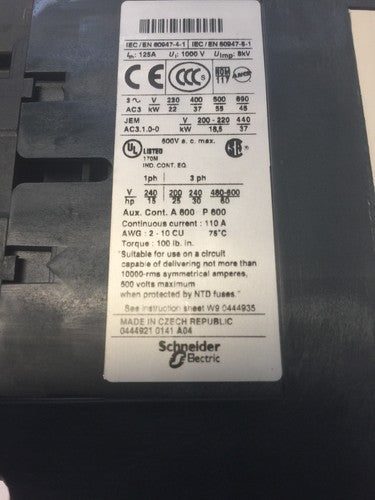 IEC / EN 60947-4-1 IEC / EN 60947-5-1
Ith: 125A Ui: 1000 V Uimp: 8kV
CE CCC 117
3 ~ V 230 400 500 690
AC3 kW 22 37 55 45
JEM V 200 - 220 440
AC3.1.0-0 kW 18,5 37
600V a. c. max.
UL LISTED
170M
IND. CONT. EQ.
1ph 3 ph
V 240 200 240 480-600
hp 15 25 30 60
Aux. Cont. A 600 P 600
Continuous current : 110 A
AWG : 2 - 10 CU 75°C
Torque : 100 lb. in.
"Suitable for use on a circuit
capable of delivering not more than
10000-rms symmetrical amperes,
600 volts maximum
when protected by NTD fuses."
See instruction sheet W9 0444935
MADE IN CZECH REPUBLIC
0444921 0141 A04
Schneider
Electric